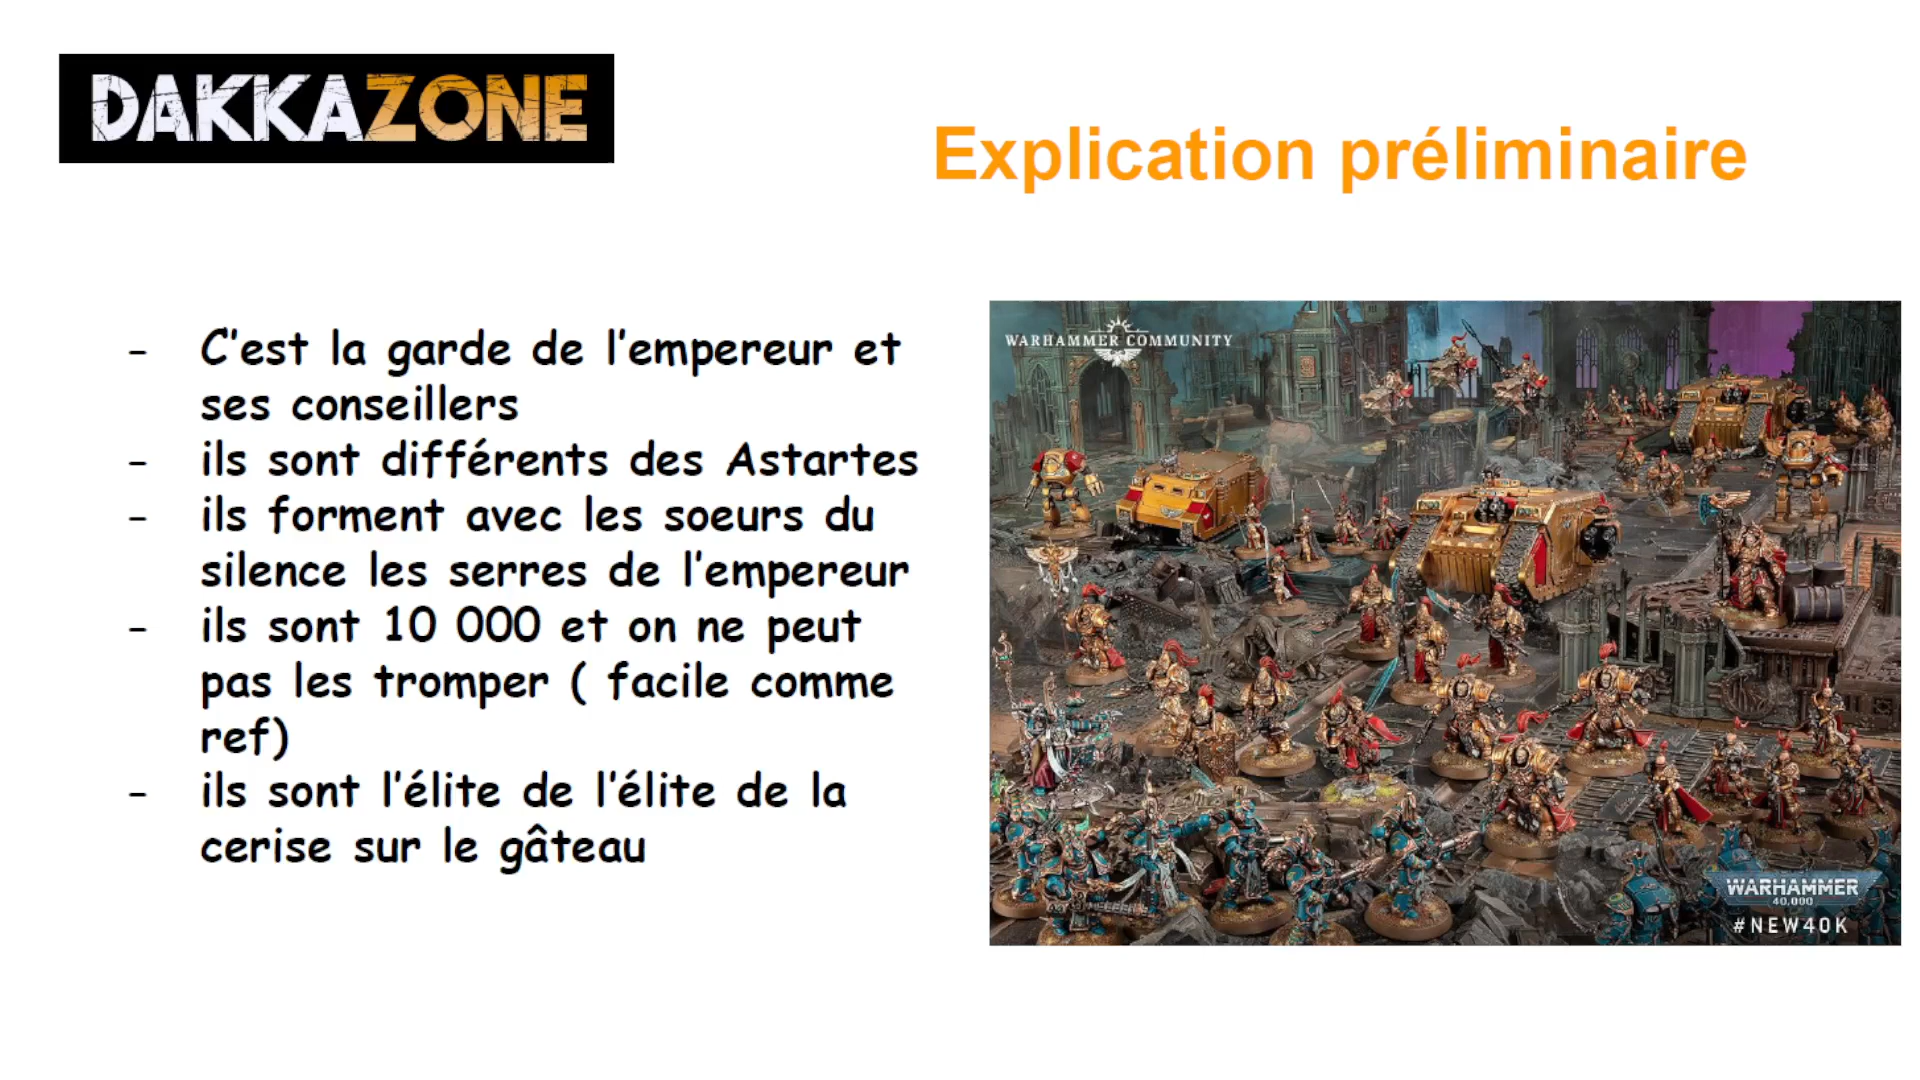 DAKKAZONE
Explication préliminaire
- C'est la garde de l'empereur et
ses conseillers
- ils sont différents des Astartes
- ils forment avec les soeurs du
silence les serres de l'empereur
- ils sont 10 000 et on ne peut
pas les tromper ( facile comme
ref)
- ils sont l'élite de l'élite de la
cerise sur le gâteau
WARHAMMER COMMUNITY
WARHAMMER
40,000
#NEW40K